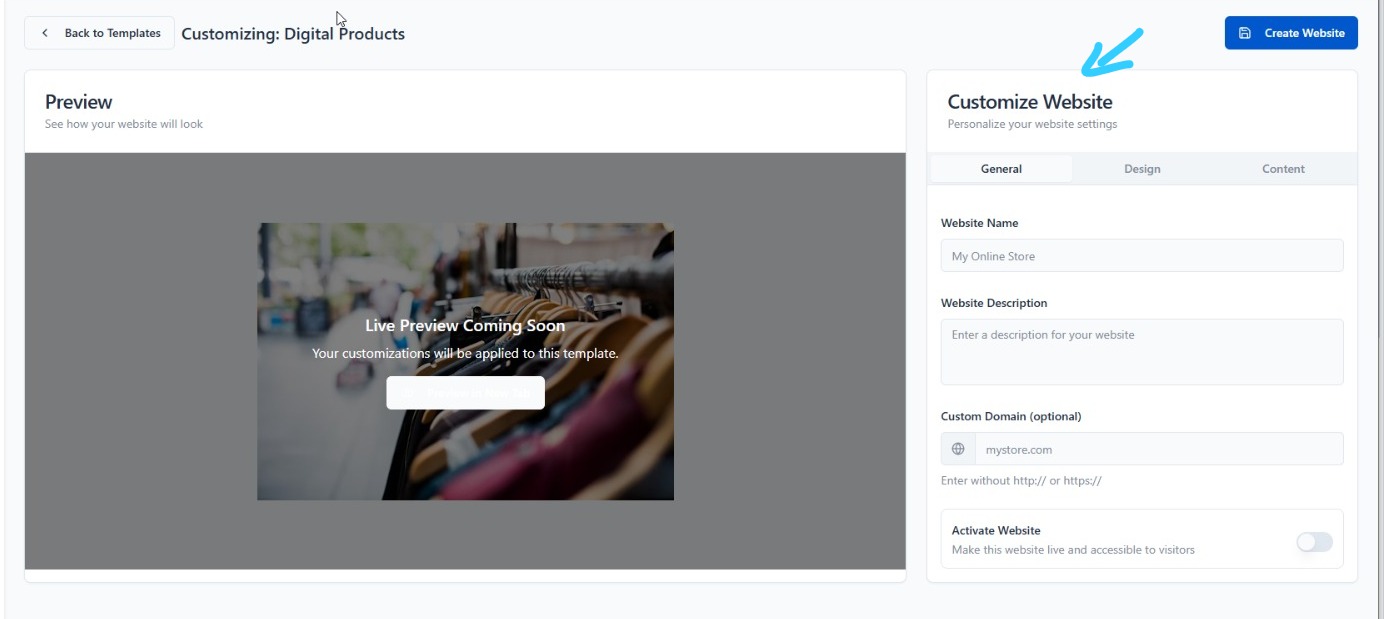 Back to Templates
Customizing: Digital Products
Create Website
Preview
See how your website will look
Live Preview Coming Soon
Your customizations will be applied to this template.
Customize Website
Personalize your website settings
General
Design
Content
Website Name
My Online Store
Website Description
Enter a description for your website
Custom Domain (optional)
mystore.com
Enter without http:// or https://
Activate Website
Make this website live and accessible to visitors